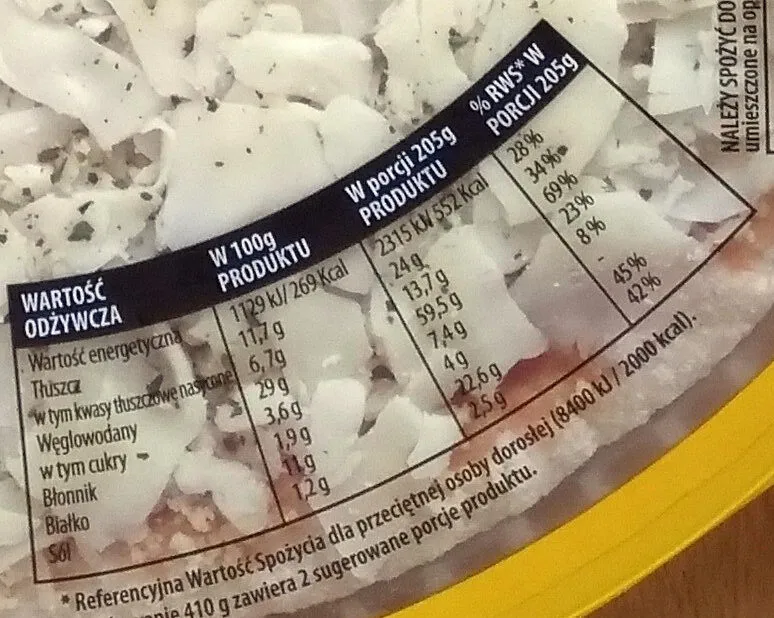 NALEŻY SPOŻYĆ DO
umieszczone na op
WARTOŚĆ ODŻYWCZA W 100g PRODUKTU W porcji 205g PRODUKTU % RWS* W PORCJI 205g
Wartość energetyczna 1129 kJ/ 269 Kcal 2315 kJ/ 552 Kcal 28%
Tłuszcz 11,7 g 24 g 34%
w tym kwasy tłuszczowe nasycone 6,7g 13,7 g 69%
Węglowodany 29 g 59,5 g 23%
w tym cukry 3,6 g 7,4 g 8%
Błonnik 1,9 g 4 g -
Białko 11 g 22,6g 45%
Sól 1,2 g 2,5 g 42%
* Referencyjna Wartość Spożycia dla przeciętnej osoby dorosłej (8400 kJ / 2000 kcal).
410 g zawiera 2 sugerowane porcje produktu.